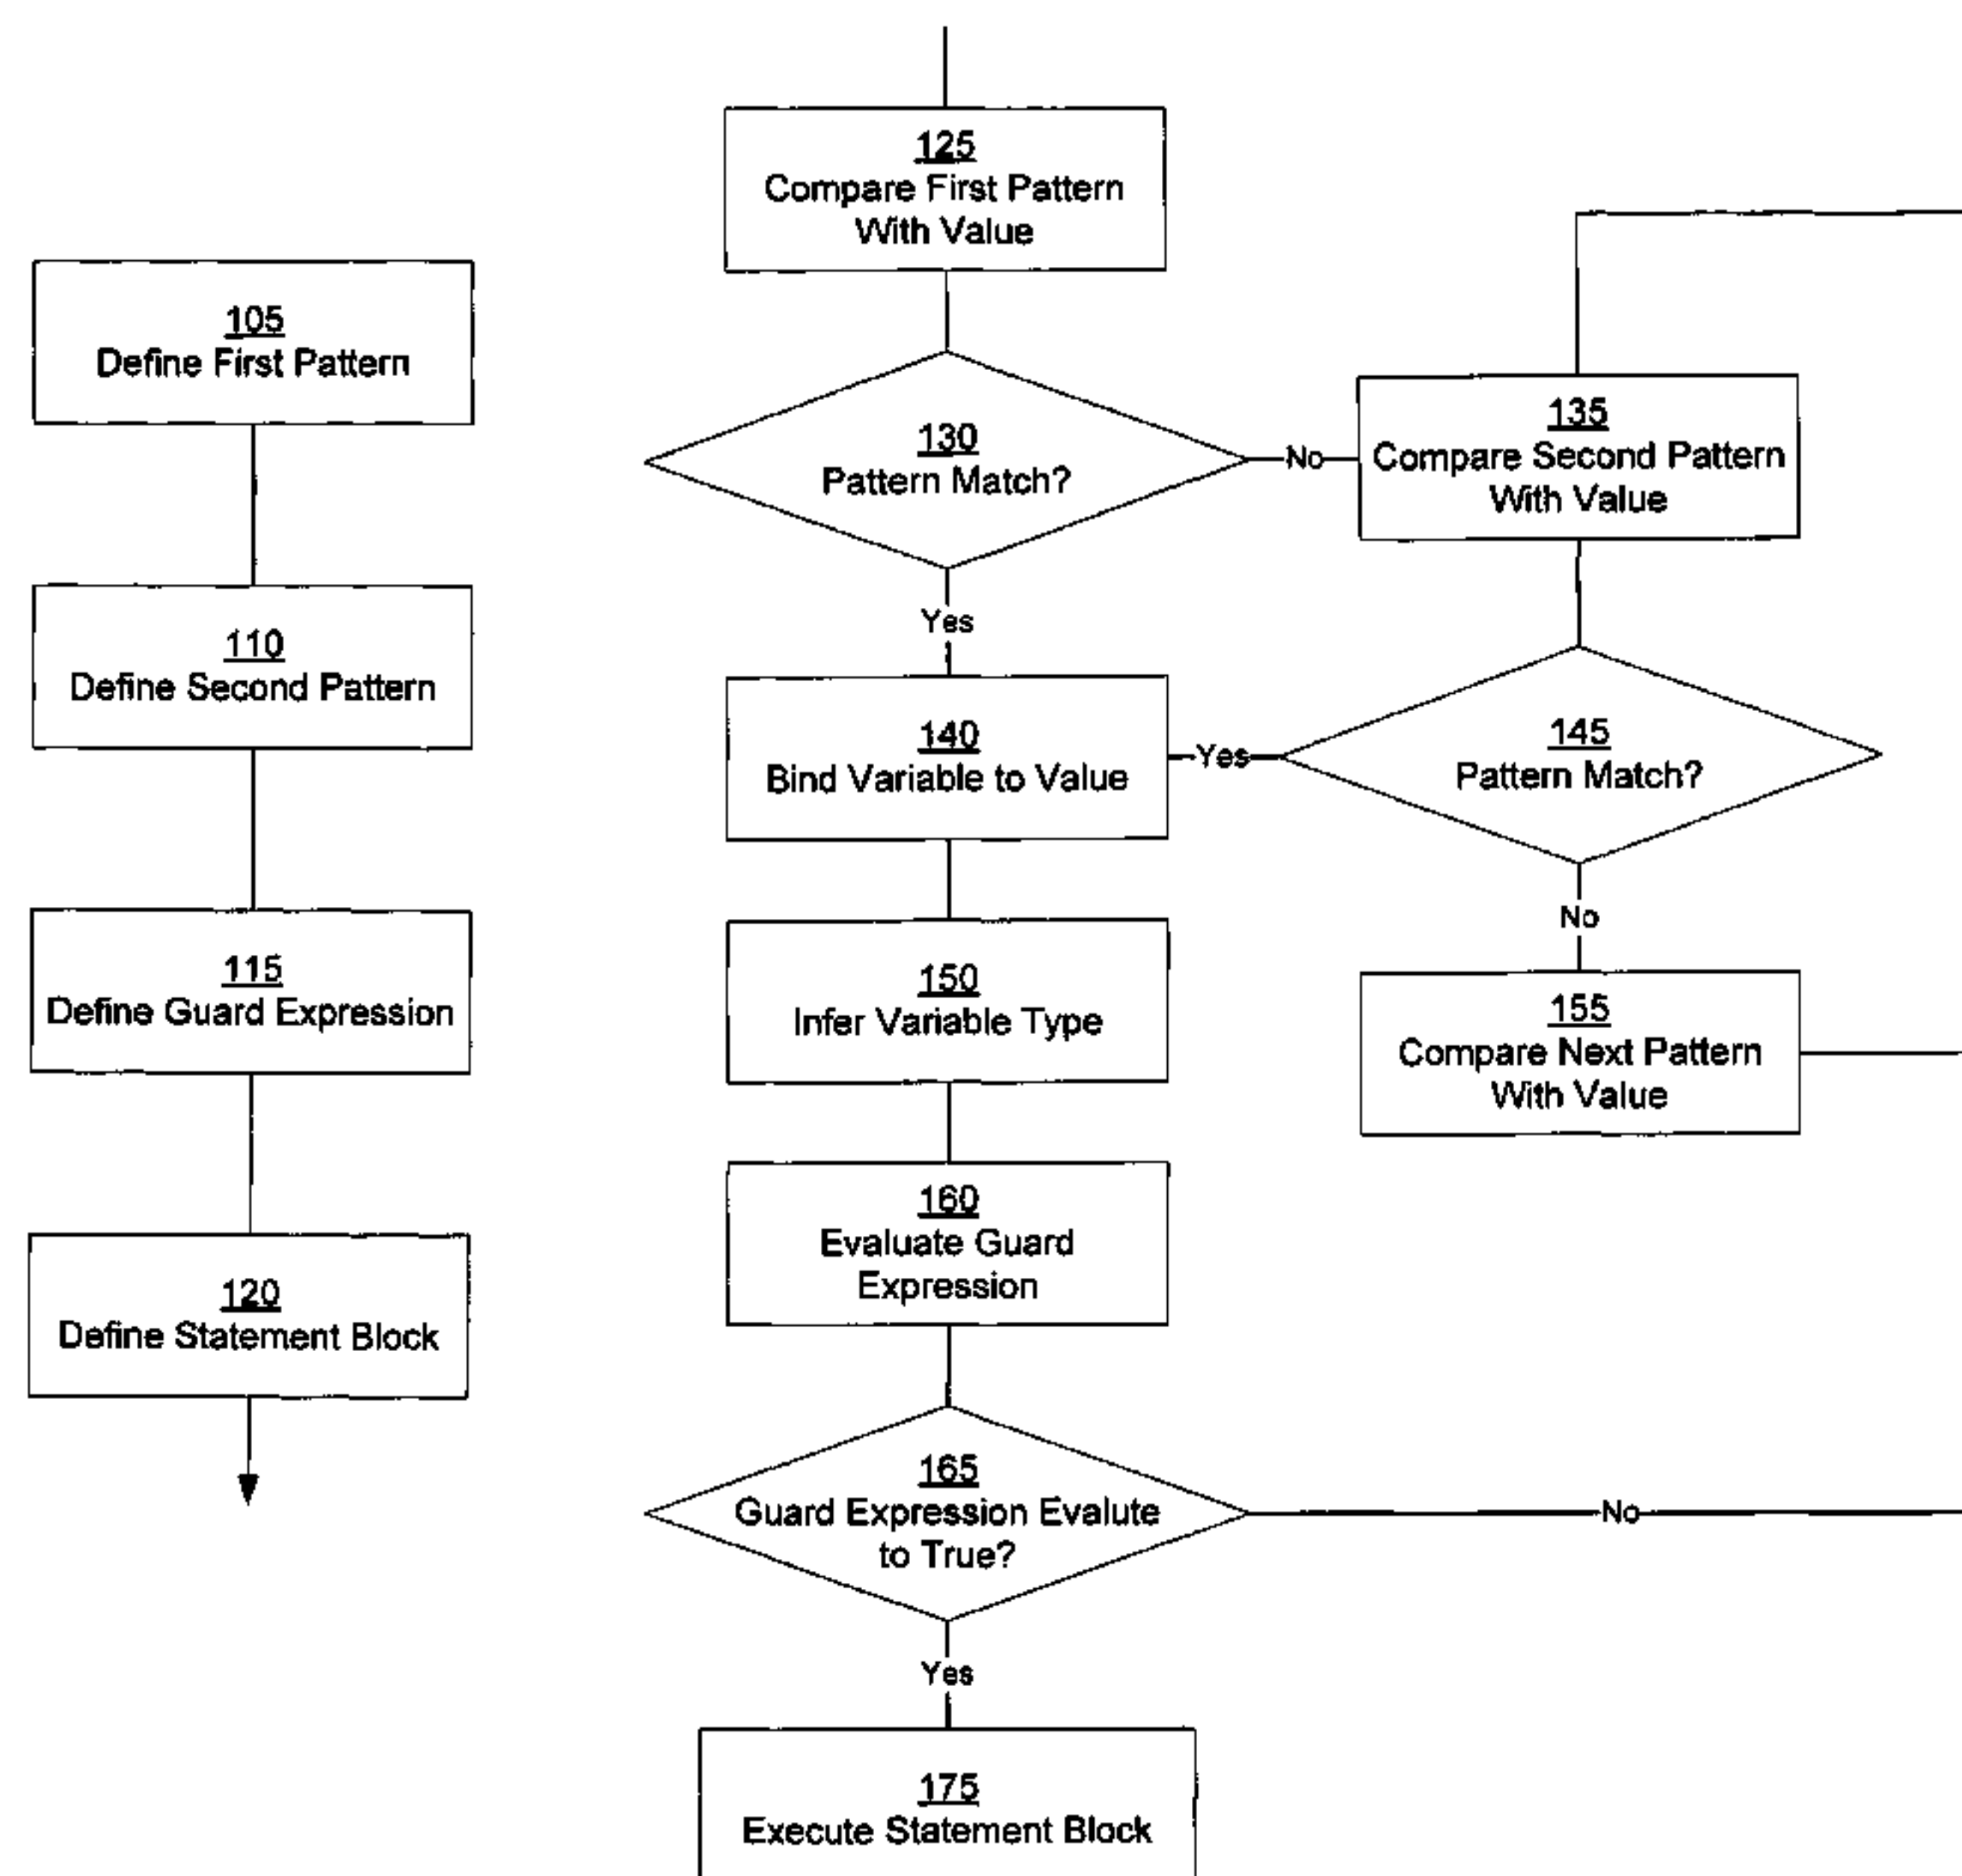 105
Define First Pattern
110
Define Second Pattern
115
Define Guard Expression
120
Define Statement Block
125
Compare First Pattern
With Value
130
Pattern Match?
No
135
Compare Second Pattern
With Value
Yes
140
Bind Variable to Value
Yes
145
Pattern Match?
No
150
Infer Variable Type
155
Compare Next Pattern
With Value
160
Evaluate Guard
Expression
165
Guard Expression Evalute
to True?
No
Yes
175
Execute Statement Block